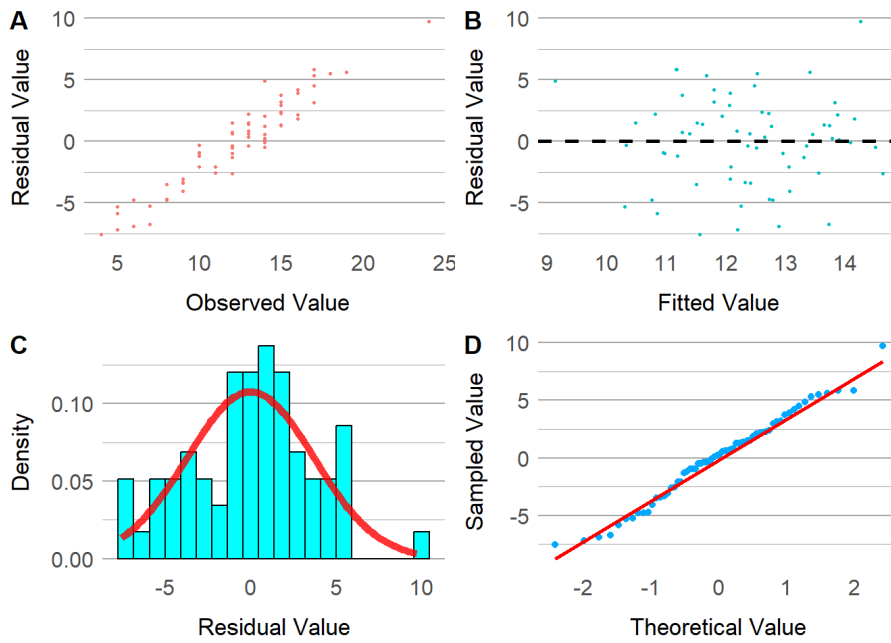 A
10
5
0
-5
Residual Value
5 10 15 20 25
Observed Value
B
10
5
0
-5
Residual Value
9 10 11 12 13 14
Fitted Value
C
0.10
0.05
0.00
Density
-5 0 5 10
Residual Value
D
10
5
0
-5
Sampled Value
-2 -1 0 1 2
Theoretical Value